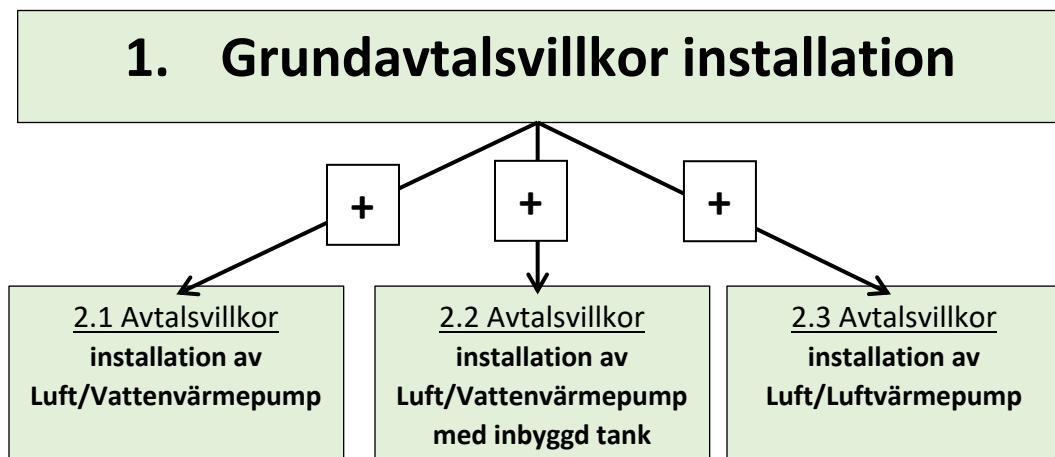 1. Grundavtalsvillkor installation
+ + +
2.1 Avtalsvillkor
installation av
Luft/Vattenvärmepump
2.2 Avtalsvillkor
installation av
Luft/Vattenvärmepump
med inbyggd tank
2.3 Avtalsvillkor
installation av
Luft/Luftvärmepump